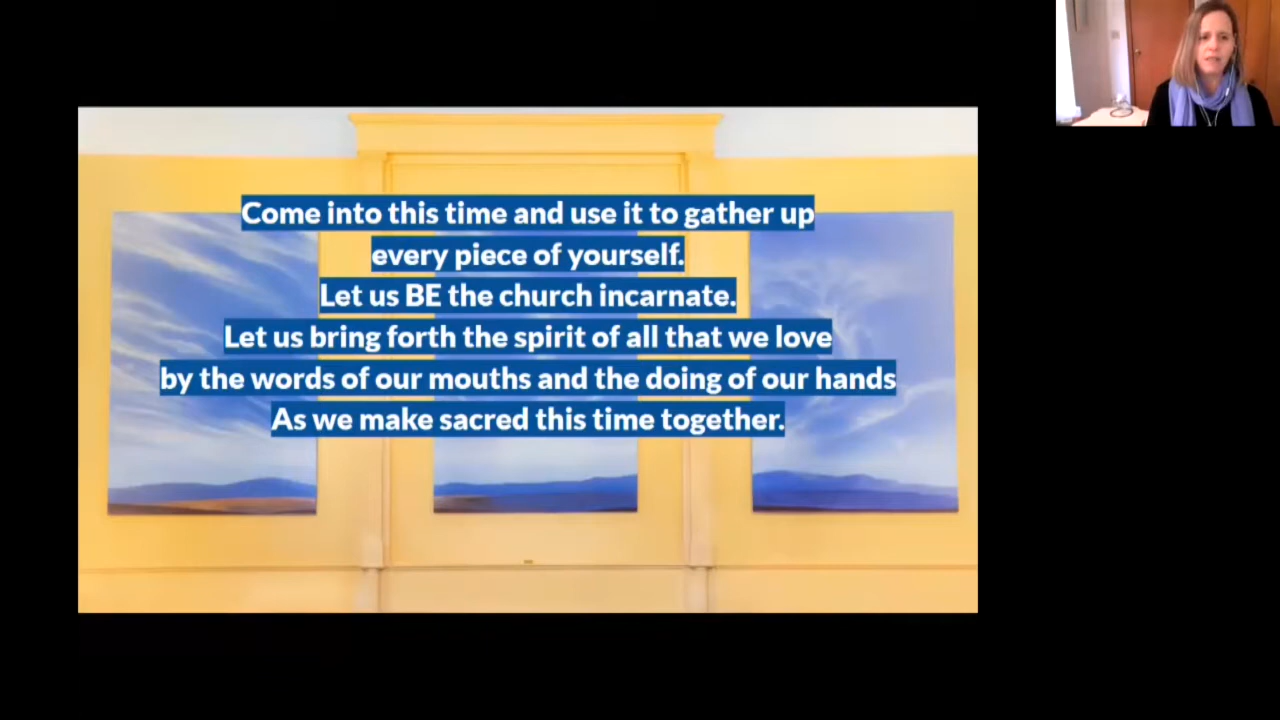 Come into this time and use it to gather up
every piece of yourself.
Let us BE the church incarnate.
Let us bring forth the spirit of all that we love
by the words of our mouths and the doing of our hands
As we make sacred this time together.